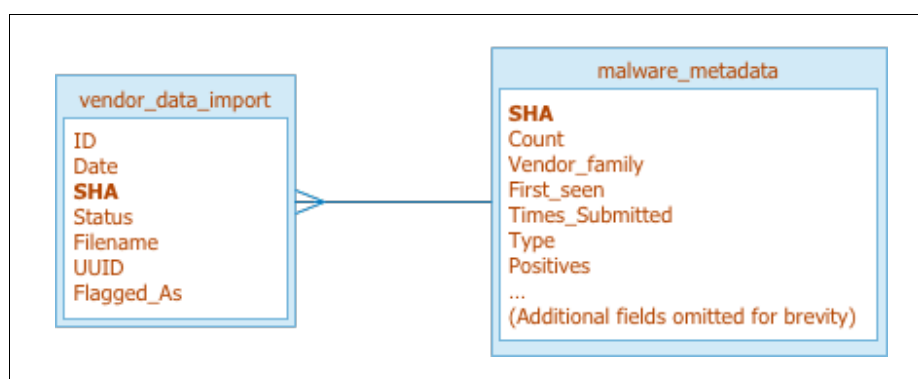 vendor_data_import
ID
Date
SHA
Status
Filename
UUID
Flagged_As
malware_metadata
SHA
Count
Vendor_family
First_seen
Times_Submitted
Type
Positives
...
(Additional fields omitted for brevity)